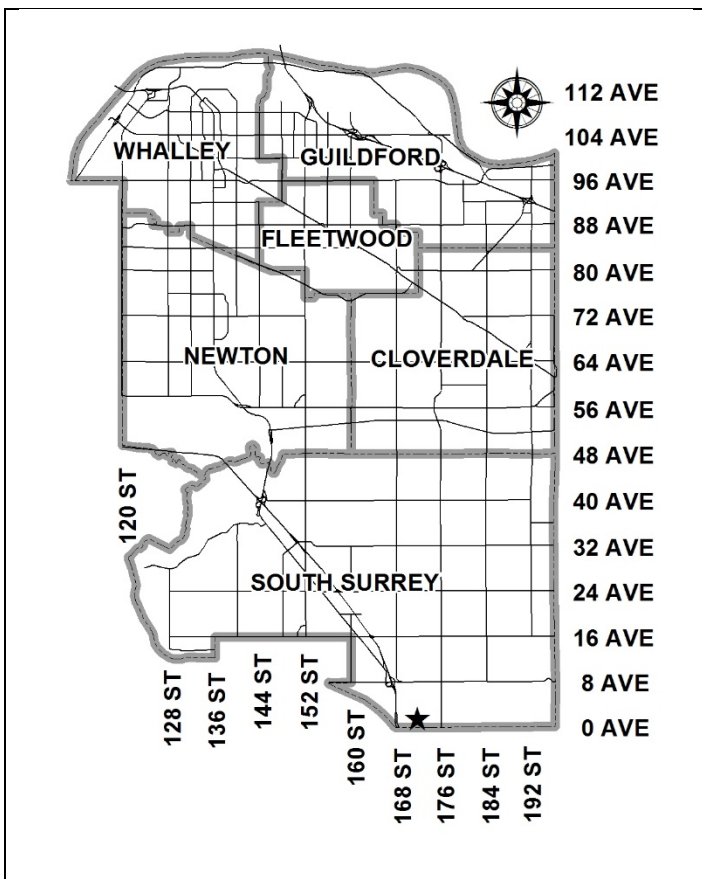 112 AVE
104 AVE
WHALLEY
GUILDFORD
96 AVE
88 AVE
FLEETWOOD
80 AVE
72 AVE
NEWTON
CLOVERDALE
64 AVE
56 AVE
48 AVE
120 ST
40 AVE
32 AVE
SOUTH SURREY
24 AVE
16 AVE
128 ST
136 ST
144 ST
152 ST
8 AVE
160 ST
0 AVE
168 ST
176 ST
184 ST
192 ST